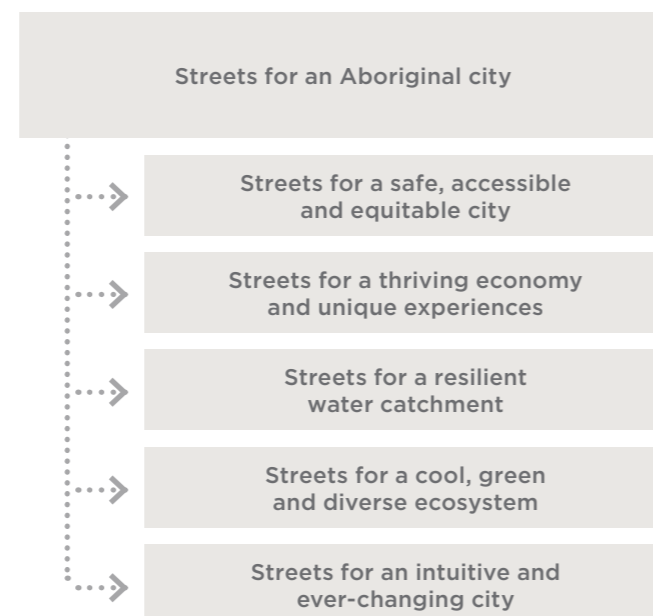 Streets for an Aboriginal city
Streets for a safe, accessible
and equitable city
Streets for a thriving economy
and unique experiences
Streets for a resilient
water catchment
Streets for a cool, green
and diverse ecosystem
Streets for an intuitive and
ever-changing city